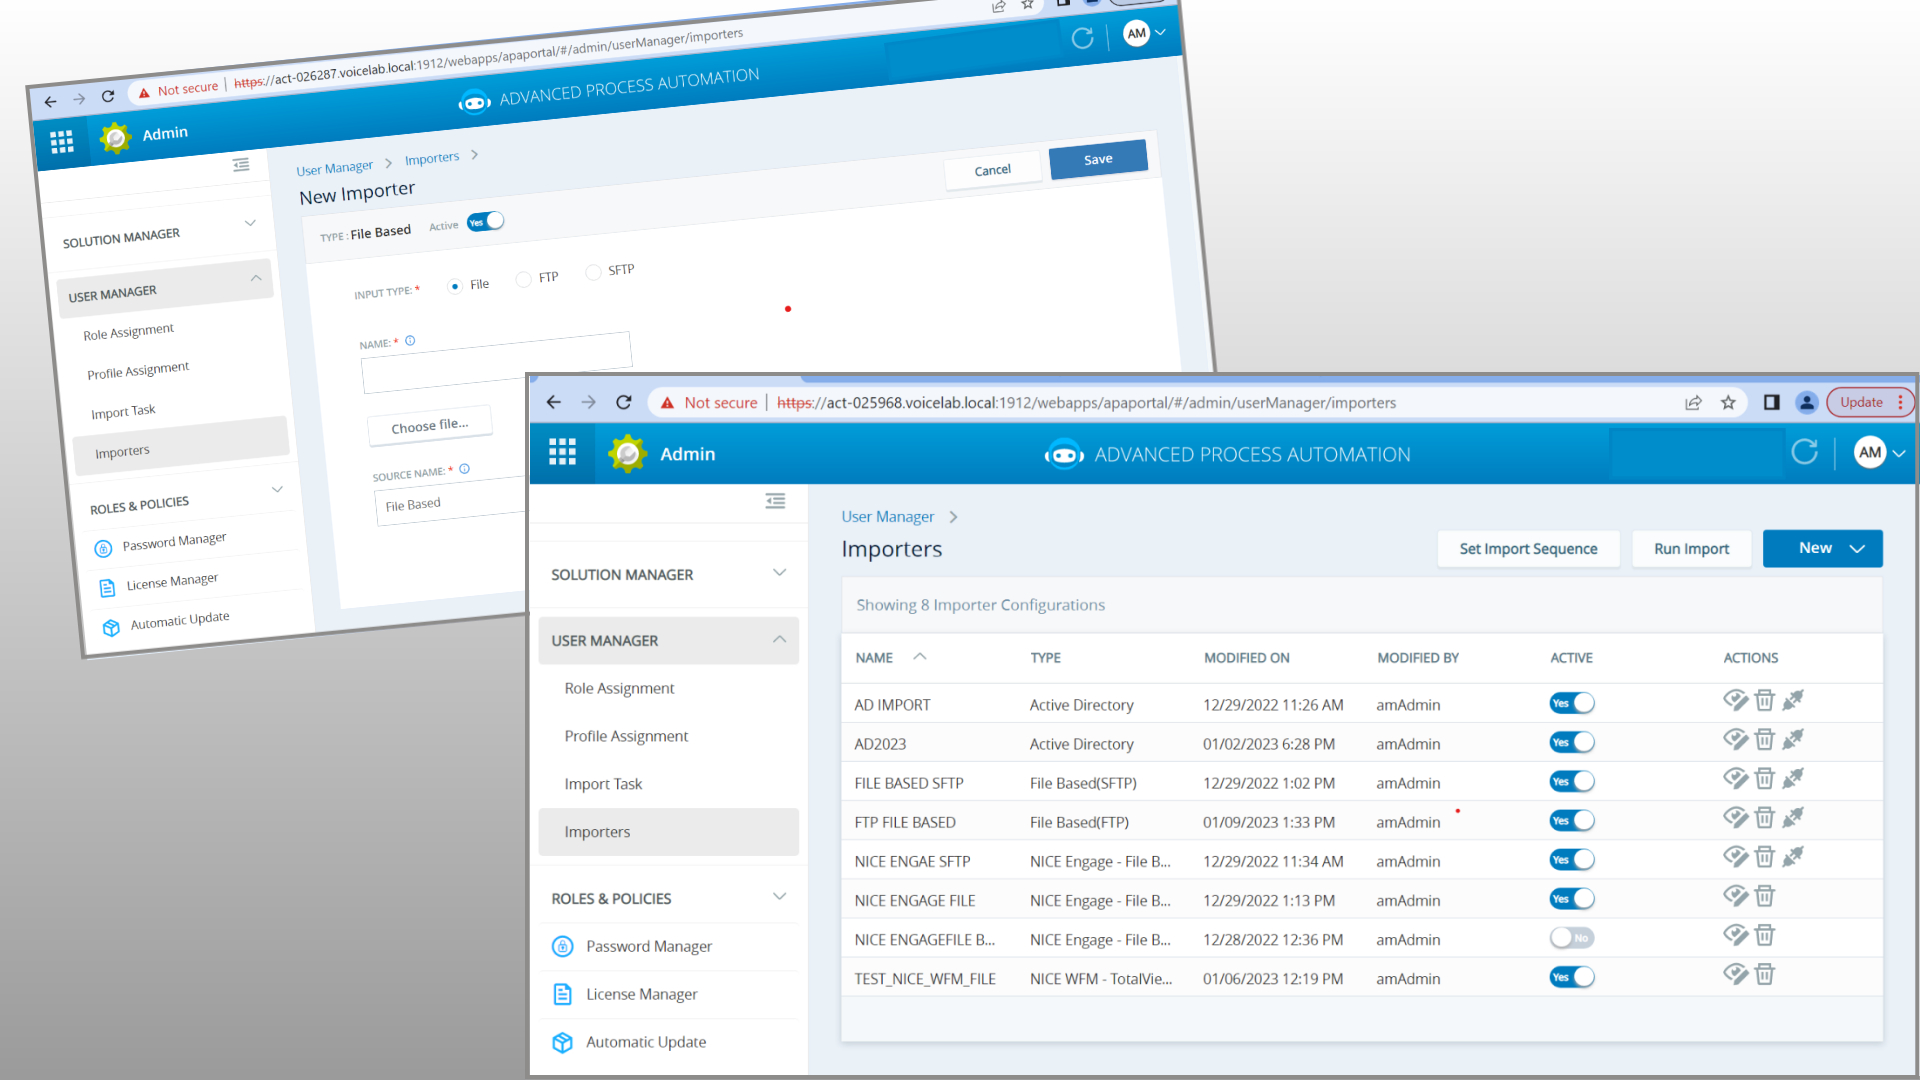 Not secure | https://act-026287.voicelab.local:1912/webapps/apaportal/#/admin/userManager/importers
Admin
ADVANCED PROCESS AUTOMATION
AM
User Manager > Importers >
New Importer
Cancel
Save
TYPE : File Based
Active
Yes
INPUT TYPE: *
File
FTP
SFTP
NAME: *
Choose file...
SOURCE NAME: *
File Based
SOLUTION MANAGER
USER MANAGER
Role Assignment
Profile Assignment
Import Task
Importers
ROLES & POLICIES
Password Manager
License Manager
Automatic Update
Not secure | https://act-025968.voicelab.local:1912/webapps/apaportal/#/admin/userManager/importers
Update
Admin
ADVANCED PROCESS AUTOMATION
AM
SOLUTION MANAGER
USER MANAGER
Role Assignment
Profile Assignment
Import Task
Importers
ROLES & POLICIES
Password Manager
License Manager
Automatic Update
User Manager >
Importers
Set Import Sequence
Run Import
New
Showing 8 Importer Configurations
NAME TYPE MODIFIED ON MODIFIED BY ACTIVE ACTIONS
AD IMPORT Active Directory 12/29/2022 11:26 AM amAdmin Yes
AD2023 Active Directory 01/02/2023 6:28 PM amAdmin Yes
FILE BASED SFTP File Based(SFTP) 12/29/2022 1:02 PM amAdmin Yes
FTP FILE BASED File Based(FTP) 01/09/2023 1:33 PM amAdmin Yes
NICE ENGAE SFTP NICE Engage - File B... 12/29/2022 11:34 AM amAdmin Yes
NICE ENGAGE FILE NICE Engage - File B... 12/29/2022 1:13 PM amAdmin Yes
NICE ENGAGEFILE B... NICE Engage - File B... 12/28/2022 12:36 PM amAdmin No
TEST_NICE_WFM_FILE NICE WFM - TotalVie... 01/06/2023 12:19 PM amAdmin Yes